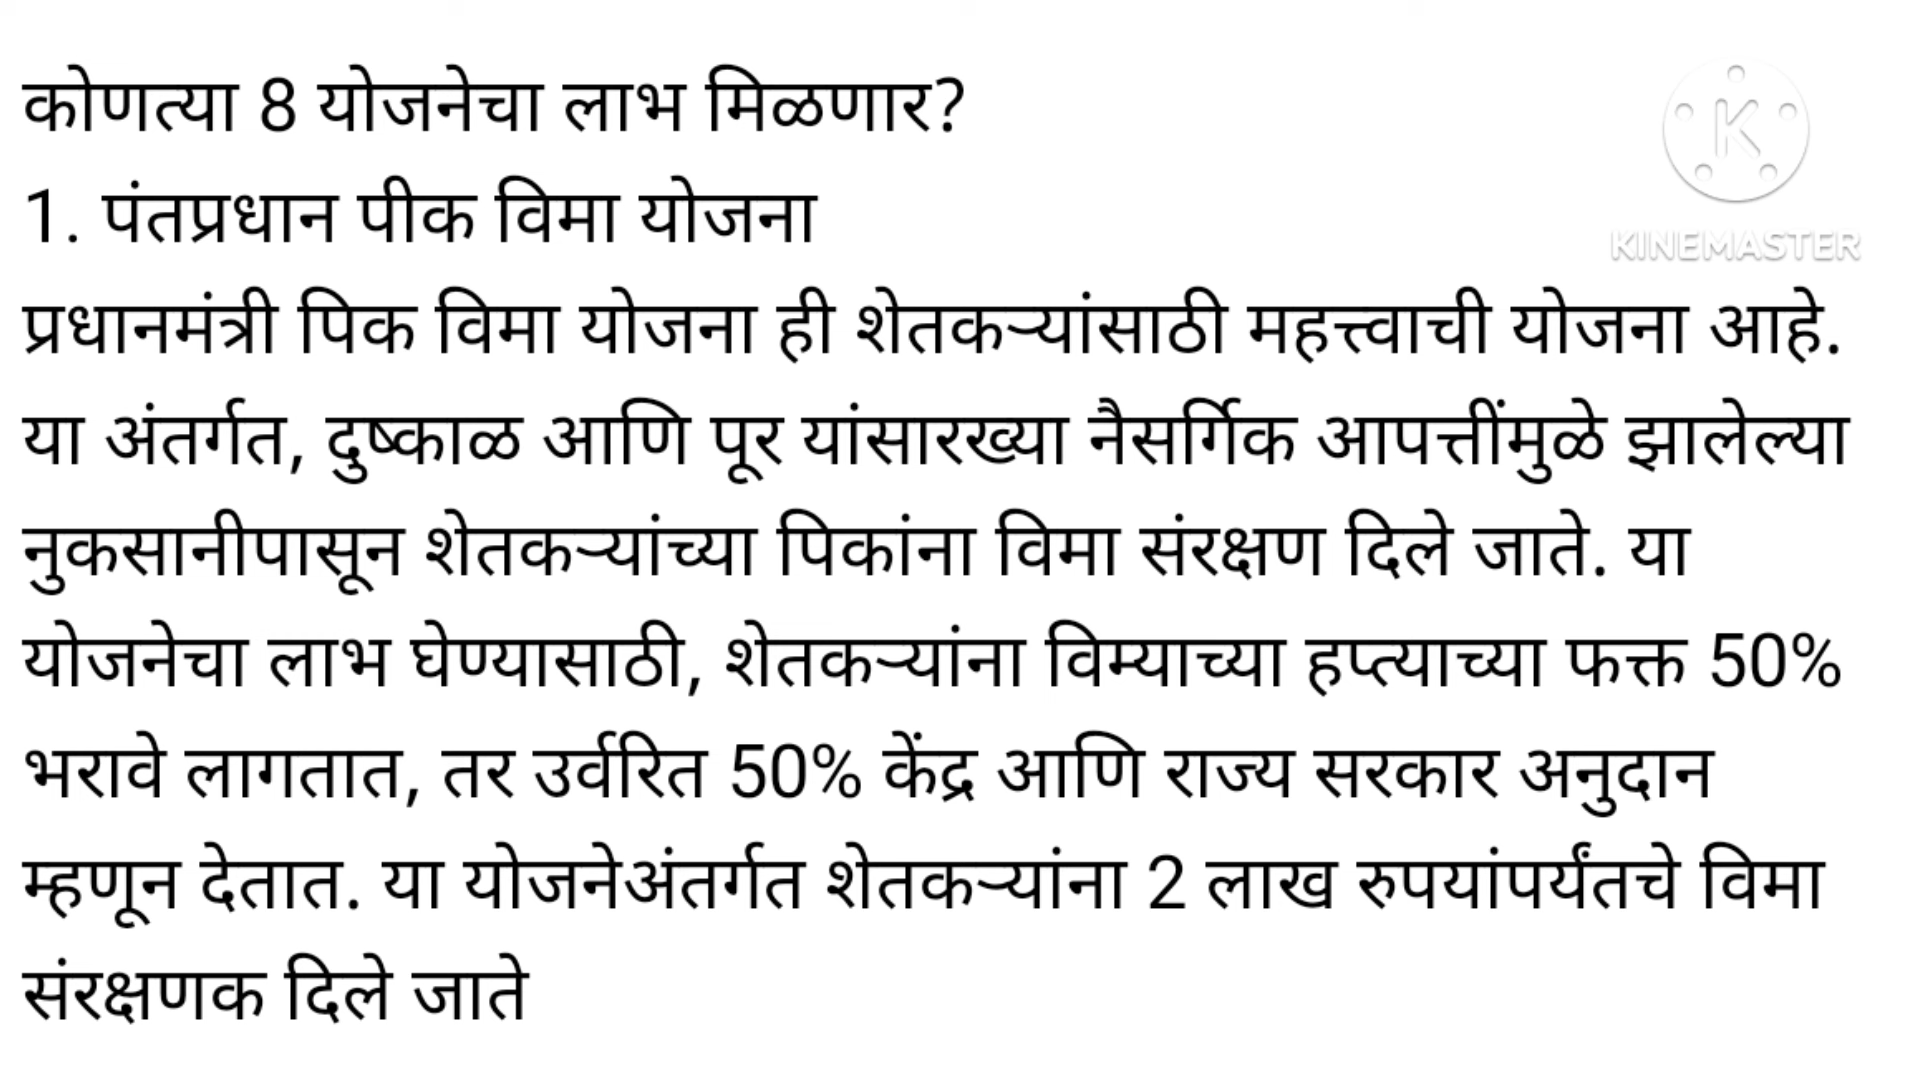 कोणत्या 8 योजनेचा लाभ मिळणार?
1. पंतप्रधान पीक विमा योजना
प्रधानमंत्री पिक विमा योजना ही शेतकऱ्यांसाठी महत्त्वाची योजना आहे.
या अंतर्गत, दुष्काळ आणि पूर यांसारख्या नैसर्गिक आपत्तींमुळे झालेल्या
नुकसानीपासून शेतकऱ्यांच्या पिकांना विमा संरक्षण दिले जाते. या
योजनेचा लाभ घेण्यासाठी, शेतकऱ्यांना विम्याच्या हप्त्याच्या फक्त 50%
भरावे लागतात, तर उर्वरित 50% केंद्र आणि राज्य सरकार अनुदान
म्हणून देतात. या योजनेअंतर्गत शेतकऱ्यांना 2 लाख रुपयांपर्यंतचे विमा
संरक्षणक दिले जाते
K
KINEMASTER